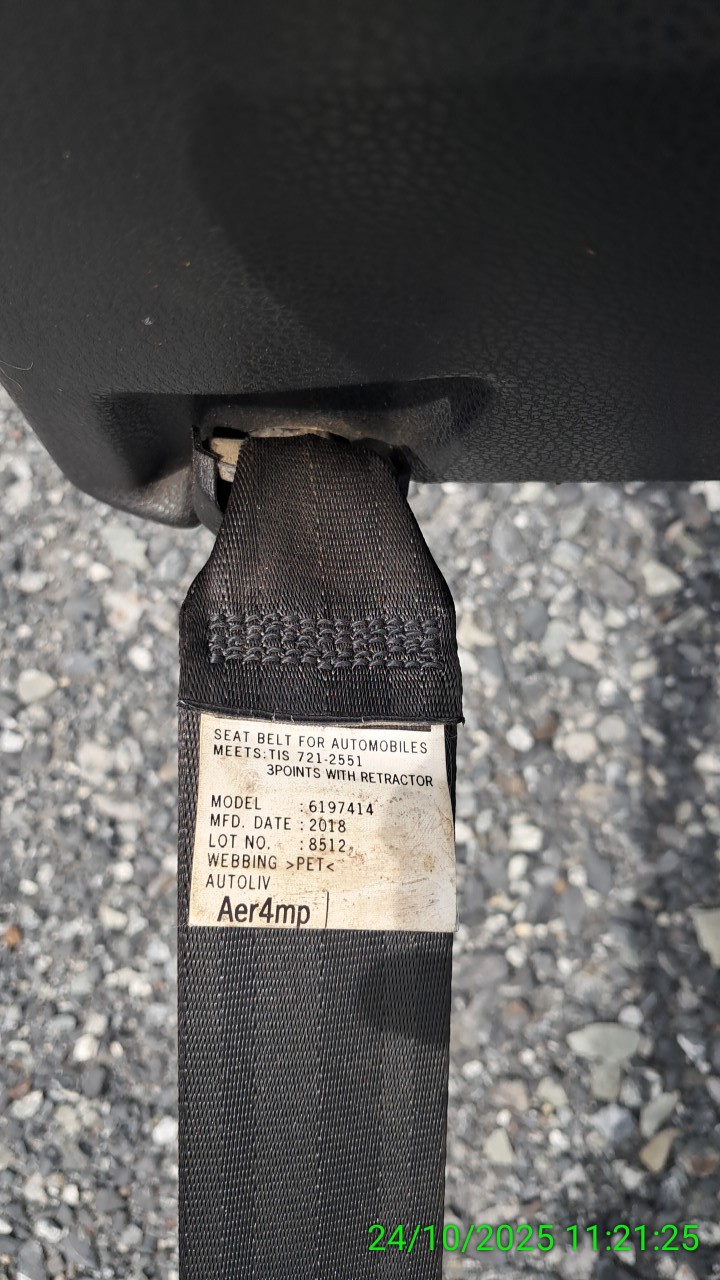 SEAT BELT FOR AUTOMOBILES
MEETS:TIS 721-2551
3POINTS WITH RETRACTOR
MODEL : 6197414
MFD. DATE : 2018
LOT NO. : 8512
WEBBING >PET<
AUTOLIV
Aer4mp
24/10/2025 11:21:25